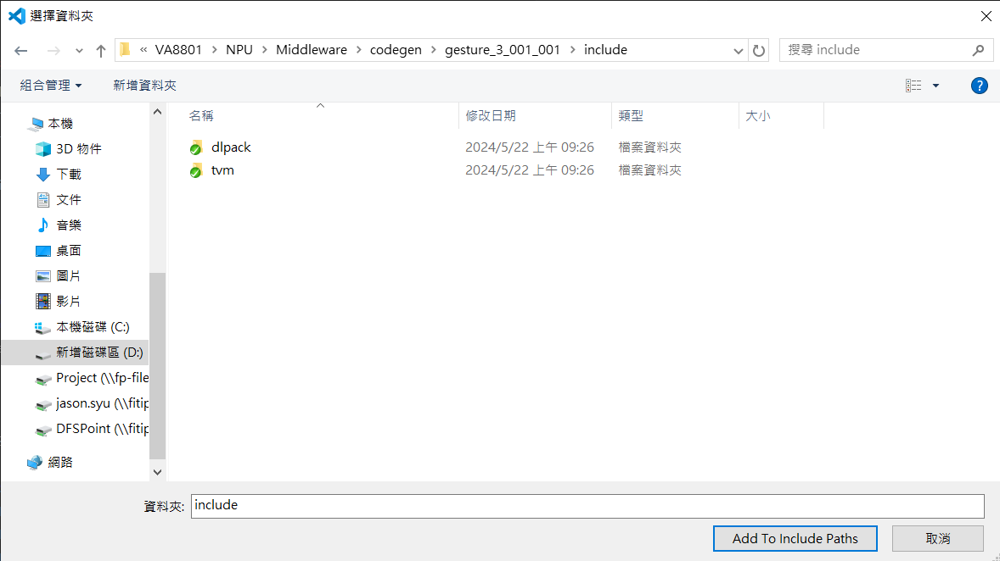 選擇資料夾
« VA8801 > NPU > Middleware > codegen > gesture_3_001_001 > include
搜尋 include
組合管理 新增資料夾
?
名稱 修改日期 類型 大小
dlpack 2024/5/22 上午 09:26 檔案資料夾
tvm 2024/5/22 上午 09:26 檔案資料夾
本機
3D 物件
下載
文件
音樂
桌面
圖片
影片
本機磁碟 (C:)
新增磁碟區 (D:)
Project (\\fp-file
jason.syu (\\fitip
DFSPoint (\\fitip
網路
資料夾: include
Add To Include Paths 取消